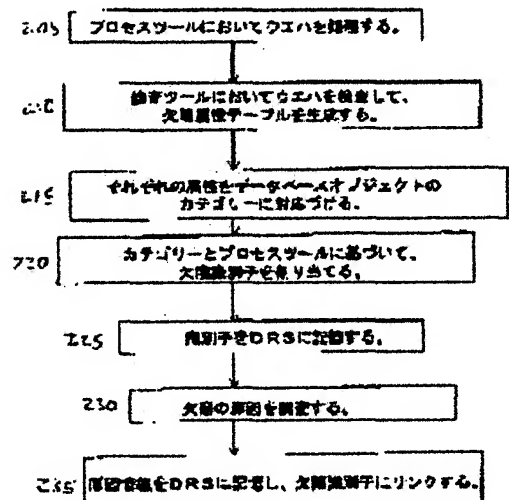 205 プロセスツールにおいてウエハを処理する。
210 検査ツールにおいてウエハを検査して、
欠陥属性テーブルを生成する。
215 それぞれの属性をデータベースオブジェクトの
カテゴリーに対応づける。
220 カテゴリーとプロセスツールに基づいて、
欠陥識別子を割り当てる。
225 識別子をDRSに記憶する。
230 欠陥の原因を調査する。
235 原因情報をDRSに記憶し、欠陥識別子にリンクする。